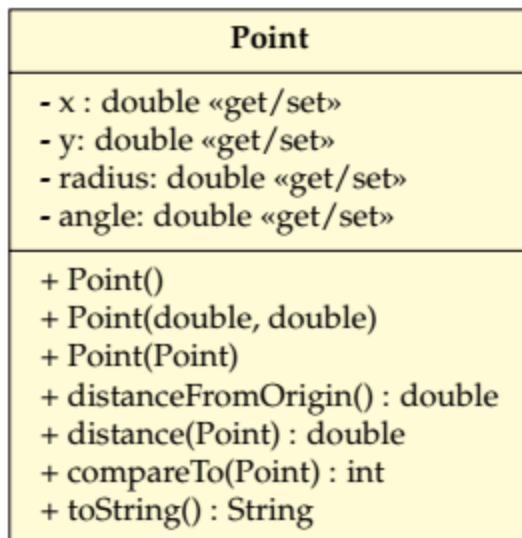 Point
- x : double «get/set»
- y: double «get/set»
- radius: double «get/set»
- angle: double «get/set»
+ Point()
+ Point(double, double)
+ Point(Point)
+ distanceFromOrigin() : double
+ distance(Point) : double
+ compareTo(Point) : int
+ toString() : String